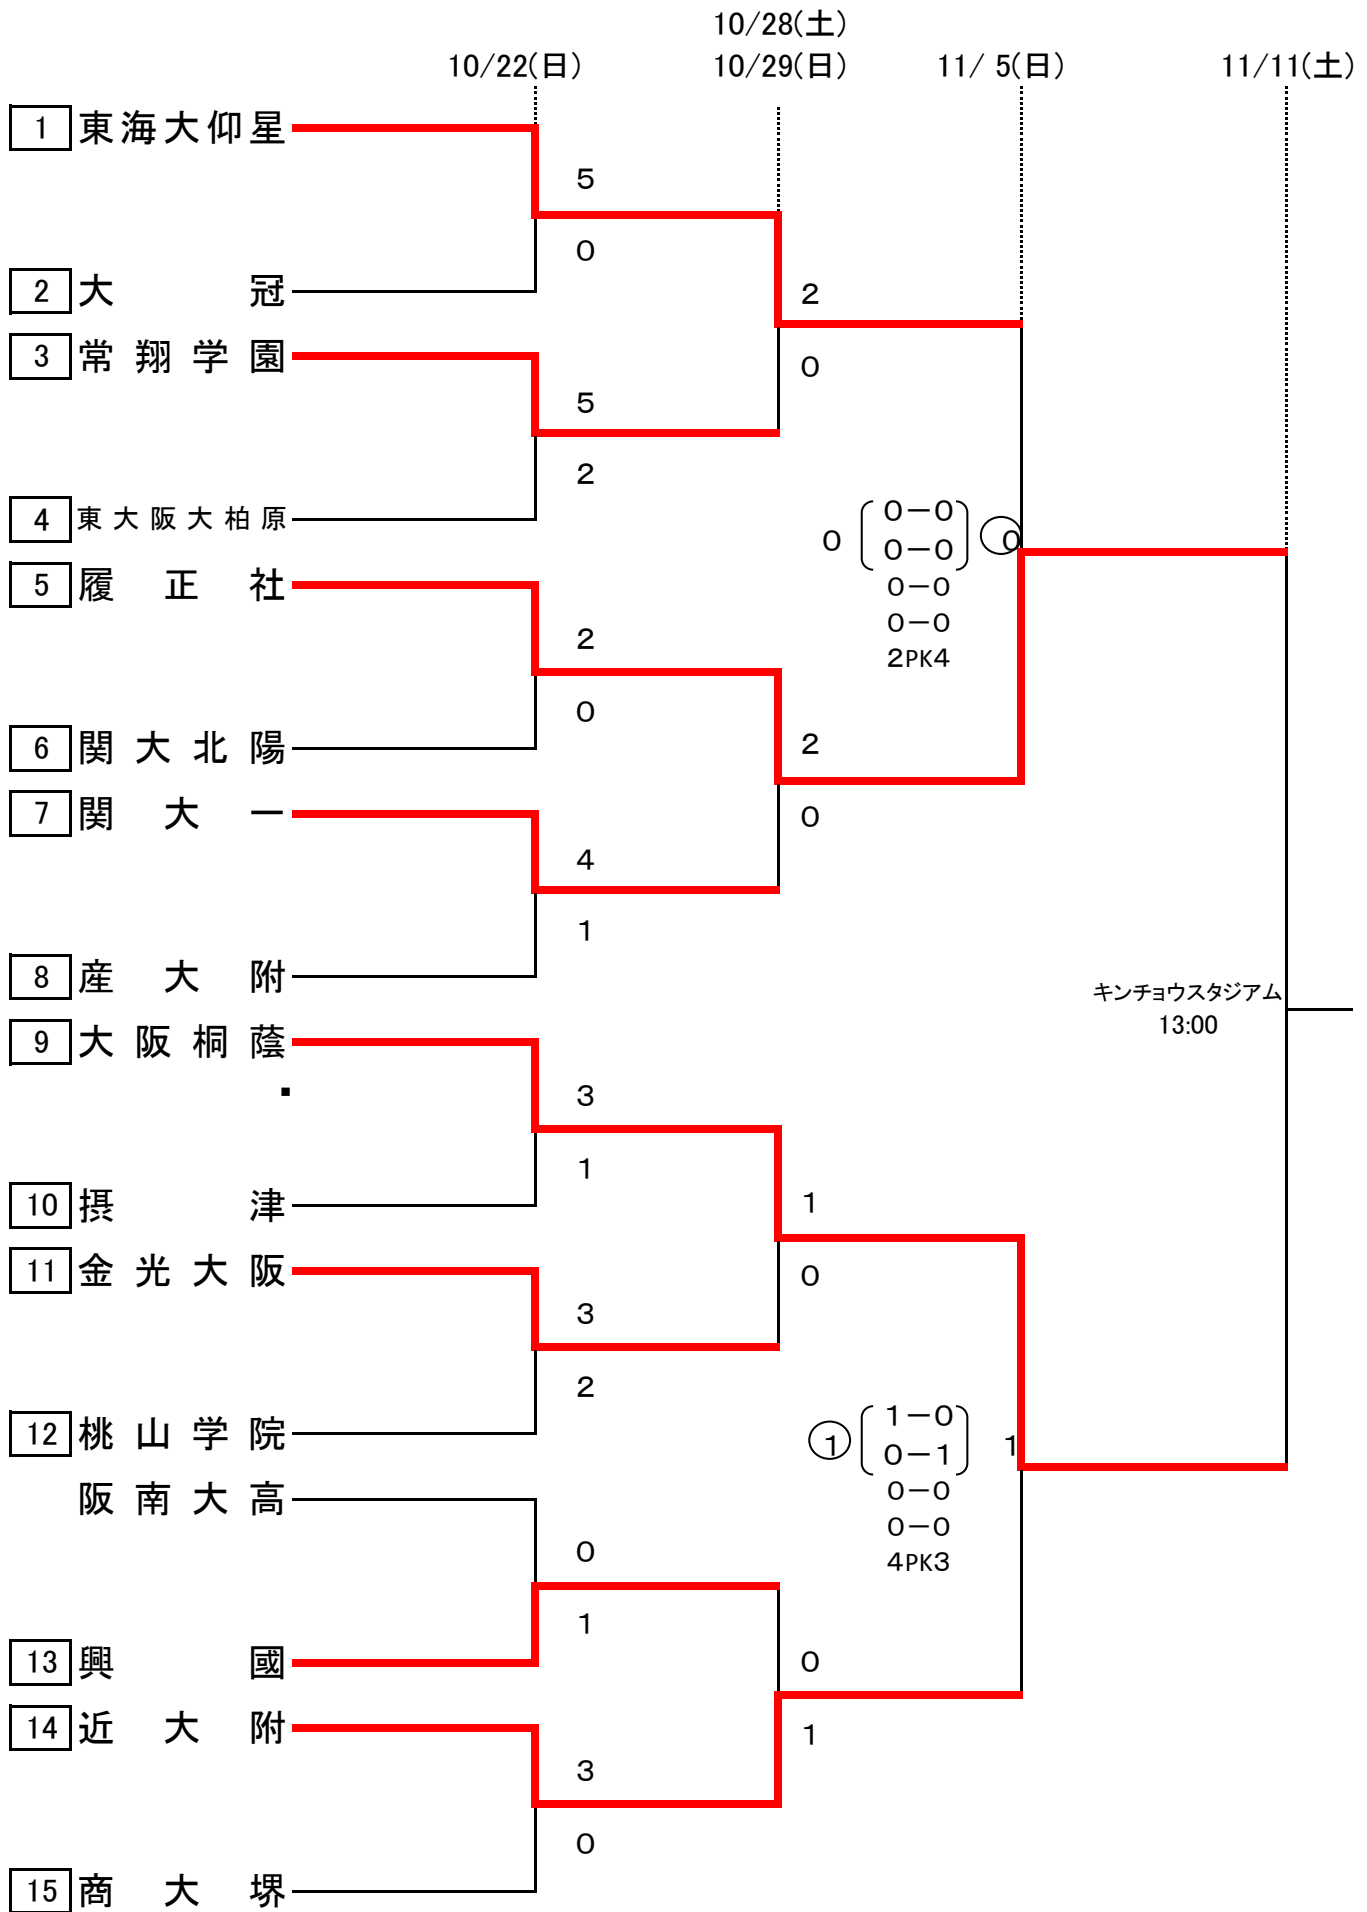 10/28(土)
10/22(日) 10/29(日) 11/ 5(日) 11/11(土)
1 東海大仰星
5
0
2 大冠
2
3 常翔学園
0
5
2
4 東大阪大柏原
0-0
0 0-0 0
5 履正社
0-0
0-0
2
2PK4
0
6 関大北陽
2
7 関大一
0
4
1
8 産大附
キンチョウスタジアム
13:00
9 大阪桐蔭
3
1
10 摂津
1
11 金光大阪
0
3
2
1-0
12 桃山学院
1 0-1 1
0-0
阪南大高
0-0
0
4PK3
1
13 興國
0
14 近大附
1
3
0
15 商大堺